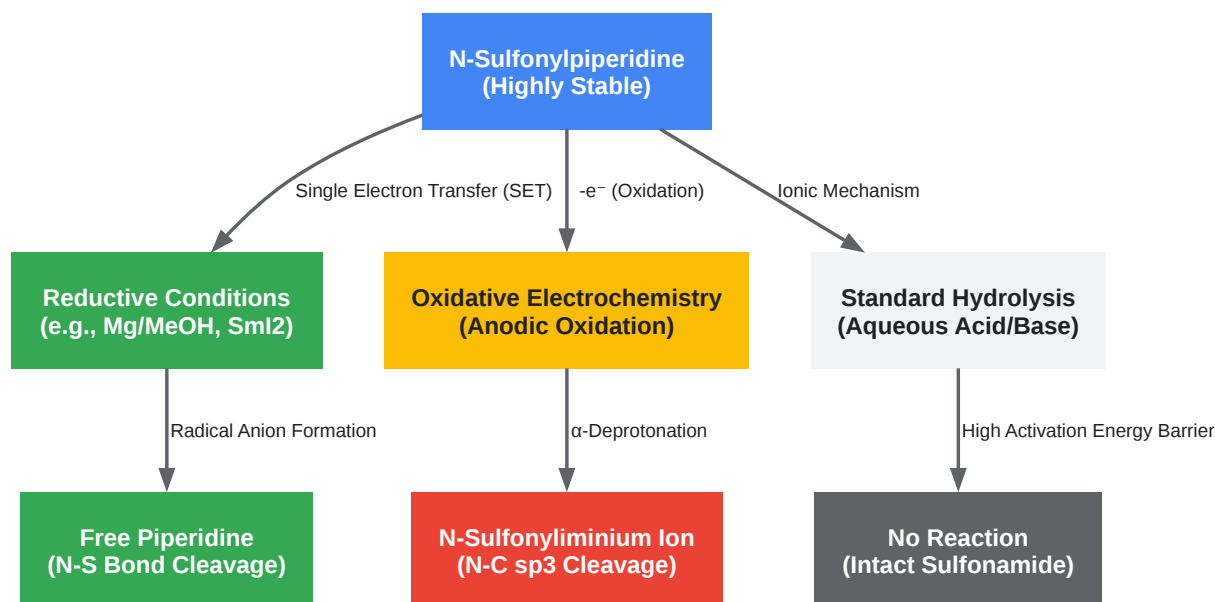 N-Sulfonylpiperidine
(Highly Stable)
Single Electron Transfer (SET)
-e⁻ (Oxidation)
Ionic Mechanism
Reductive Conditions
(e.g., Mg/MeOH, SmI2)
Oxidative Electrochemistry
(Anodic Oxidation)
Standard Hydrolysis
(Aqueous Acid/Base)
Radical Anion Formation
α-Deprotonation
High Activation Energy Barrier
Free Piperidine
(N-S Bond Cleavage)
N-Sulfonyliminium Ion
(N-C sp3 Cleavage)
No Reaction
(Intact Sulfonamide)